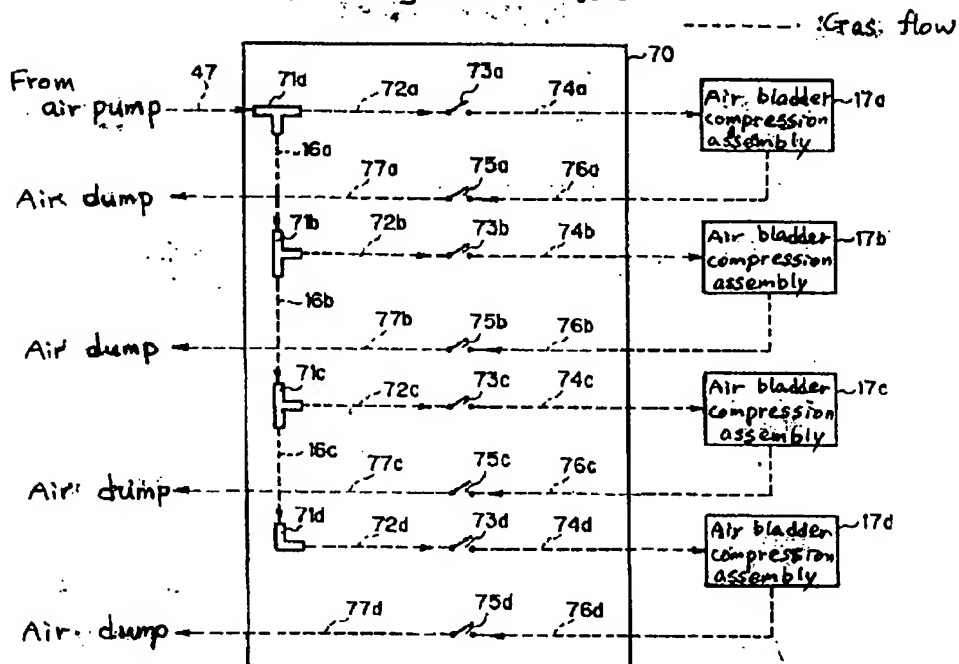 Gas flow
70
From
air pump
47
71a
72a
73a
74a
Air bladder
compression
assembly
17a
16a
77a
75a
76a
Air dump
71b
72b
73b
74b
Air bladder
compression
assembly
17b
16b
77b
75b
76b
Air dump
71c
72c
73c
74c
Air bladder
compression
assembly
17c
16c
77c
75c
76c
Air dump
71d
72d
73d
74d
Air bladder
compression
assembly
17d
77d
75d
76d
Air dump